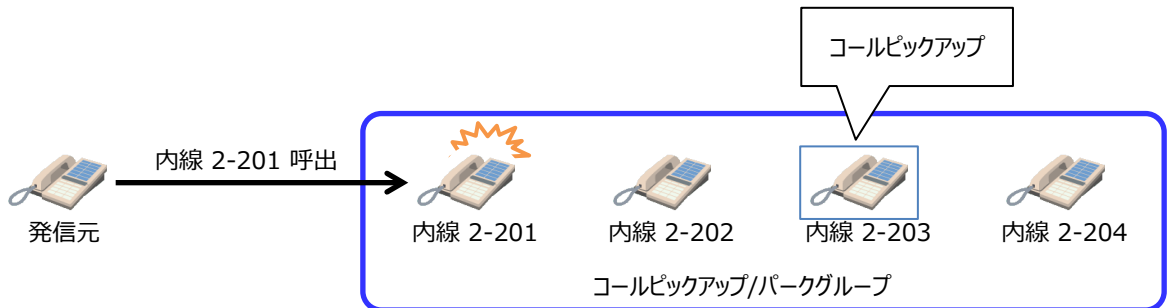 コールピックアップ
内線 2-201 呼出
発信元
内線 2-201
内線 2-202
内線 2-203
内線 2-204
コールピックアップ/パークグループ